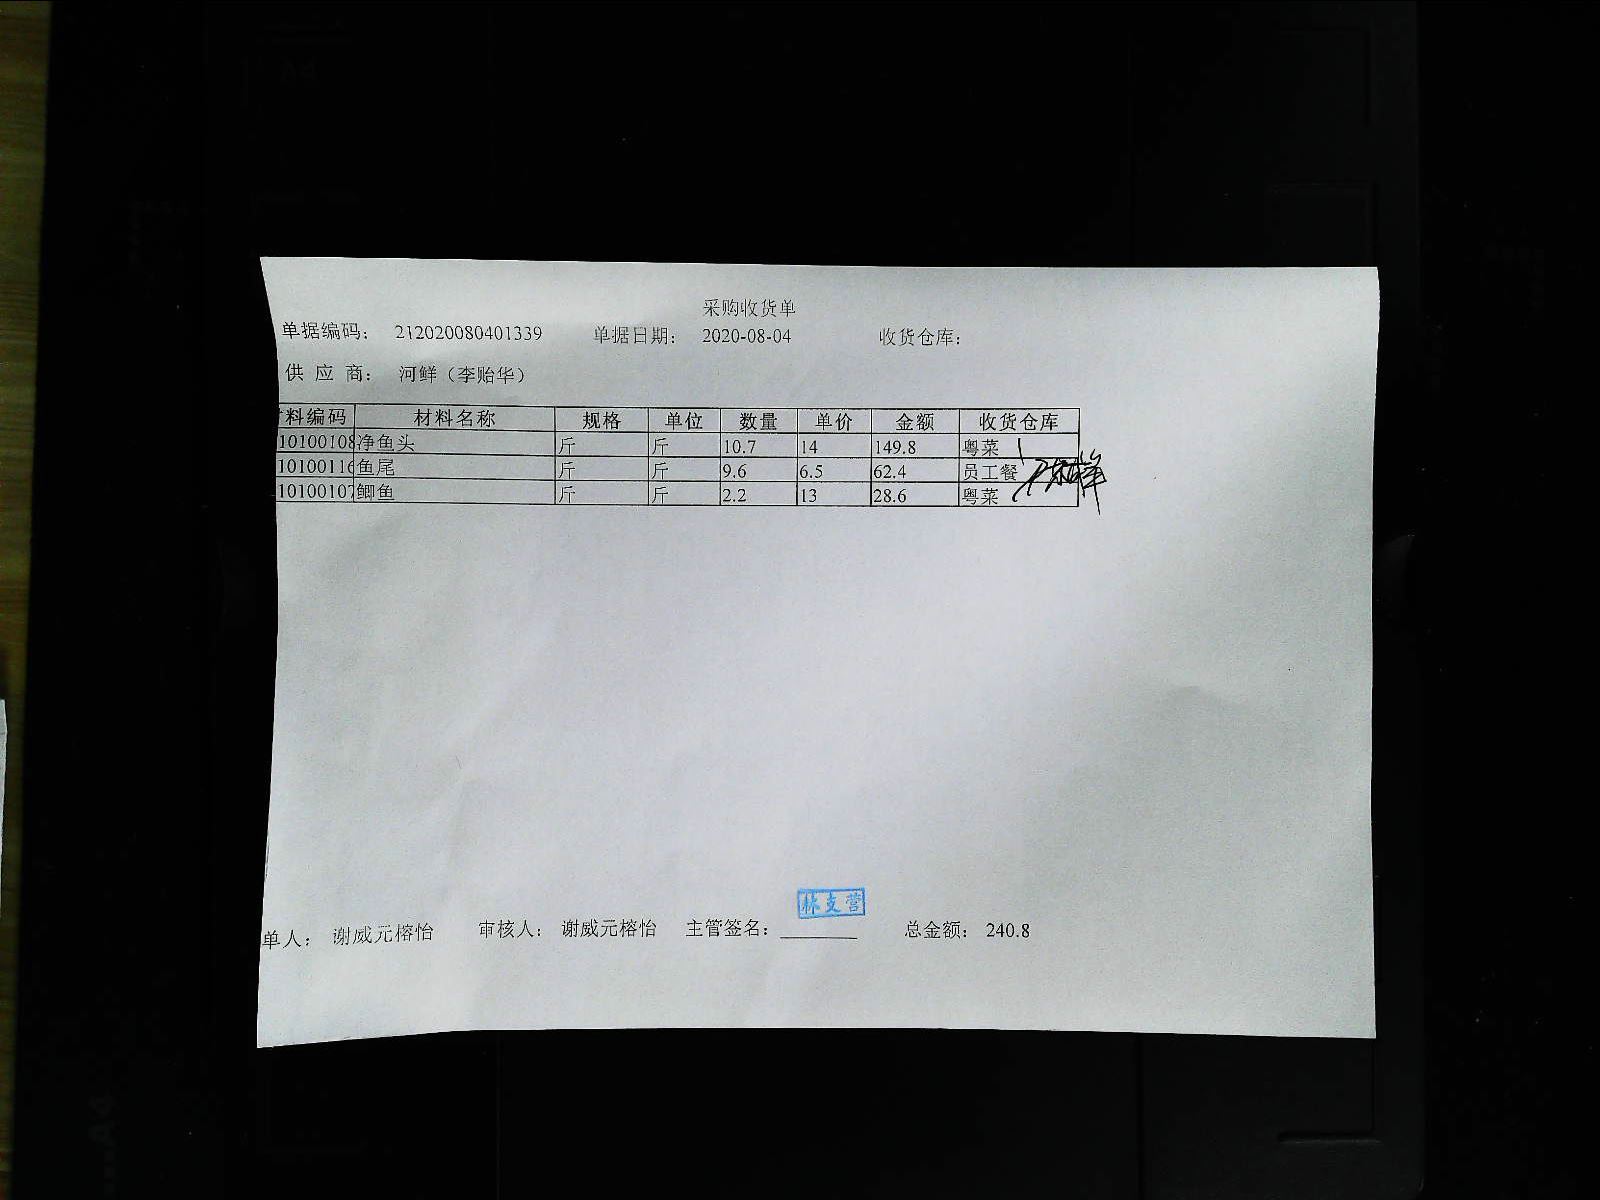 采购收货单
单据编码： 212020080401339 单据日期： 2020-08-04 收货仓库：
供 应 商： 河鲜（李贻华）
料编码 材料名称 规格 单位 数量 单价 金额 收货仓库
10100108 净鱼头 斤 斤 10.7 14 149.8 粤菜
10100116 鱼尾 斤 斤 9.6 6.5 62.4 员工餐
10100107 鲫鱼 斤 斤 2.2 13 28.6 粤菜
林支营
单人： 谢威元榕怡 审核人： 谢威元榕怡 主管签名： 总金额： 240.8